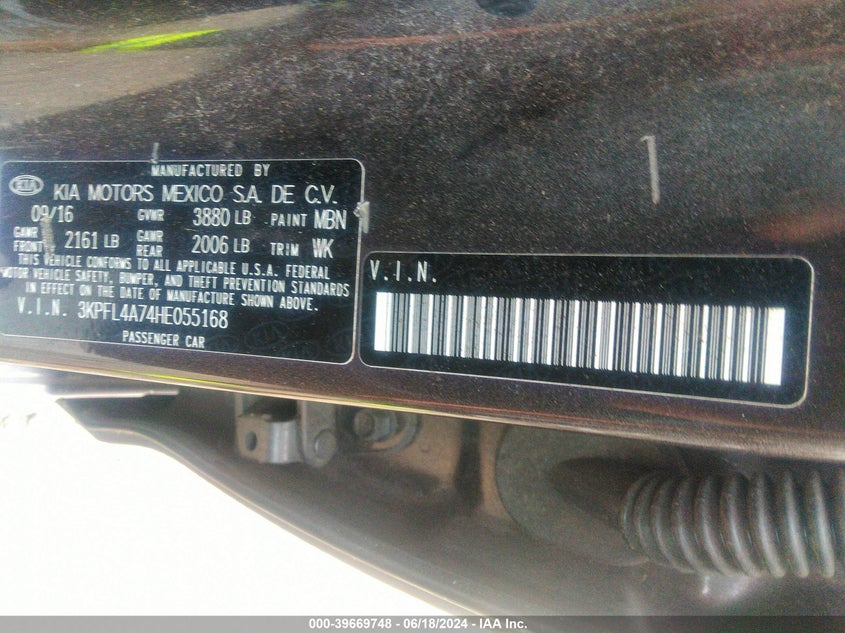 MANUFACTURED BY
KIA KIA MOTORS MEXICO S.A. DE C.V.
09/16 GVWR 3880 LB PAINT MBN
GAWR FRONT 2161 LB GAWR REAR 2006 LB TRIM WK
THIS VEHICLE CONFORMS TO ALL APPLICABLE U.S.A. FEDERAL
MOTOR VEHICLE SAFETY, BUMPER, AND THEFT PREVENTION STANDARDS
IN EFFECT ON THE DATE OF MANUFACTURE SHOWN ABOVE.
V.I.N. 3KPFL4A74HE055168
PASSENGER CAR
V.I.N.
000-39669748 - 06/18/2024 - IAA Inc.